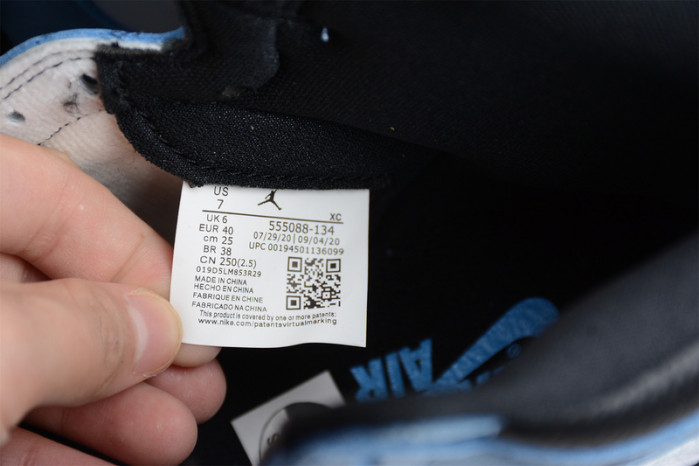 US
7
XC
UK 6
555088-134
EUR 40
07/29/20 | 09/04/20
cm 25
UPC 00194501136099
BR 38
CN 250(2.5)
019D5LM853R29
MADE IN CHINA
HECHO EN CHINA
FABRIQUE EN CHINE
FABRICADO NA CHINA
This product is covered by one or more patents:
www.nike.com/patentsvirtualmarking
AIR